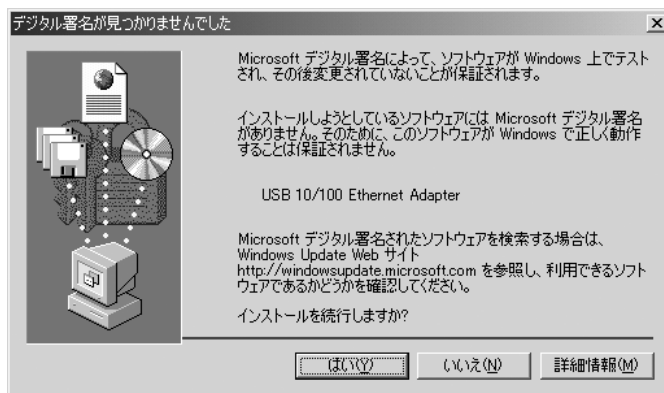 デジタル署名が見つかりませんでした
Microsoft デジタル署名によって、ソフトウェアが Windows 上でテスト
され、その後変更されていないことが保証されます。
インストールしようとしているソフトウェアには Microsoft デジタル署名
がありません。そのために、このソフトウェアが Windows で正しく動作
することは保証されません。
USB 10/100 Ethernet Adapter
Microsoft デジタル署名されたソフトウェアを検索する場合は、
Windows Update Web サイト
http://windowsupdate.microsoft.com を参照し、利用できるソフト
ウェアであるかどうかを確認してください。
インストールを続行しますか?
はい(Y) いいえ(N) 詳細情報(M)